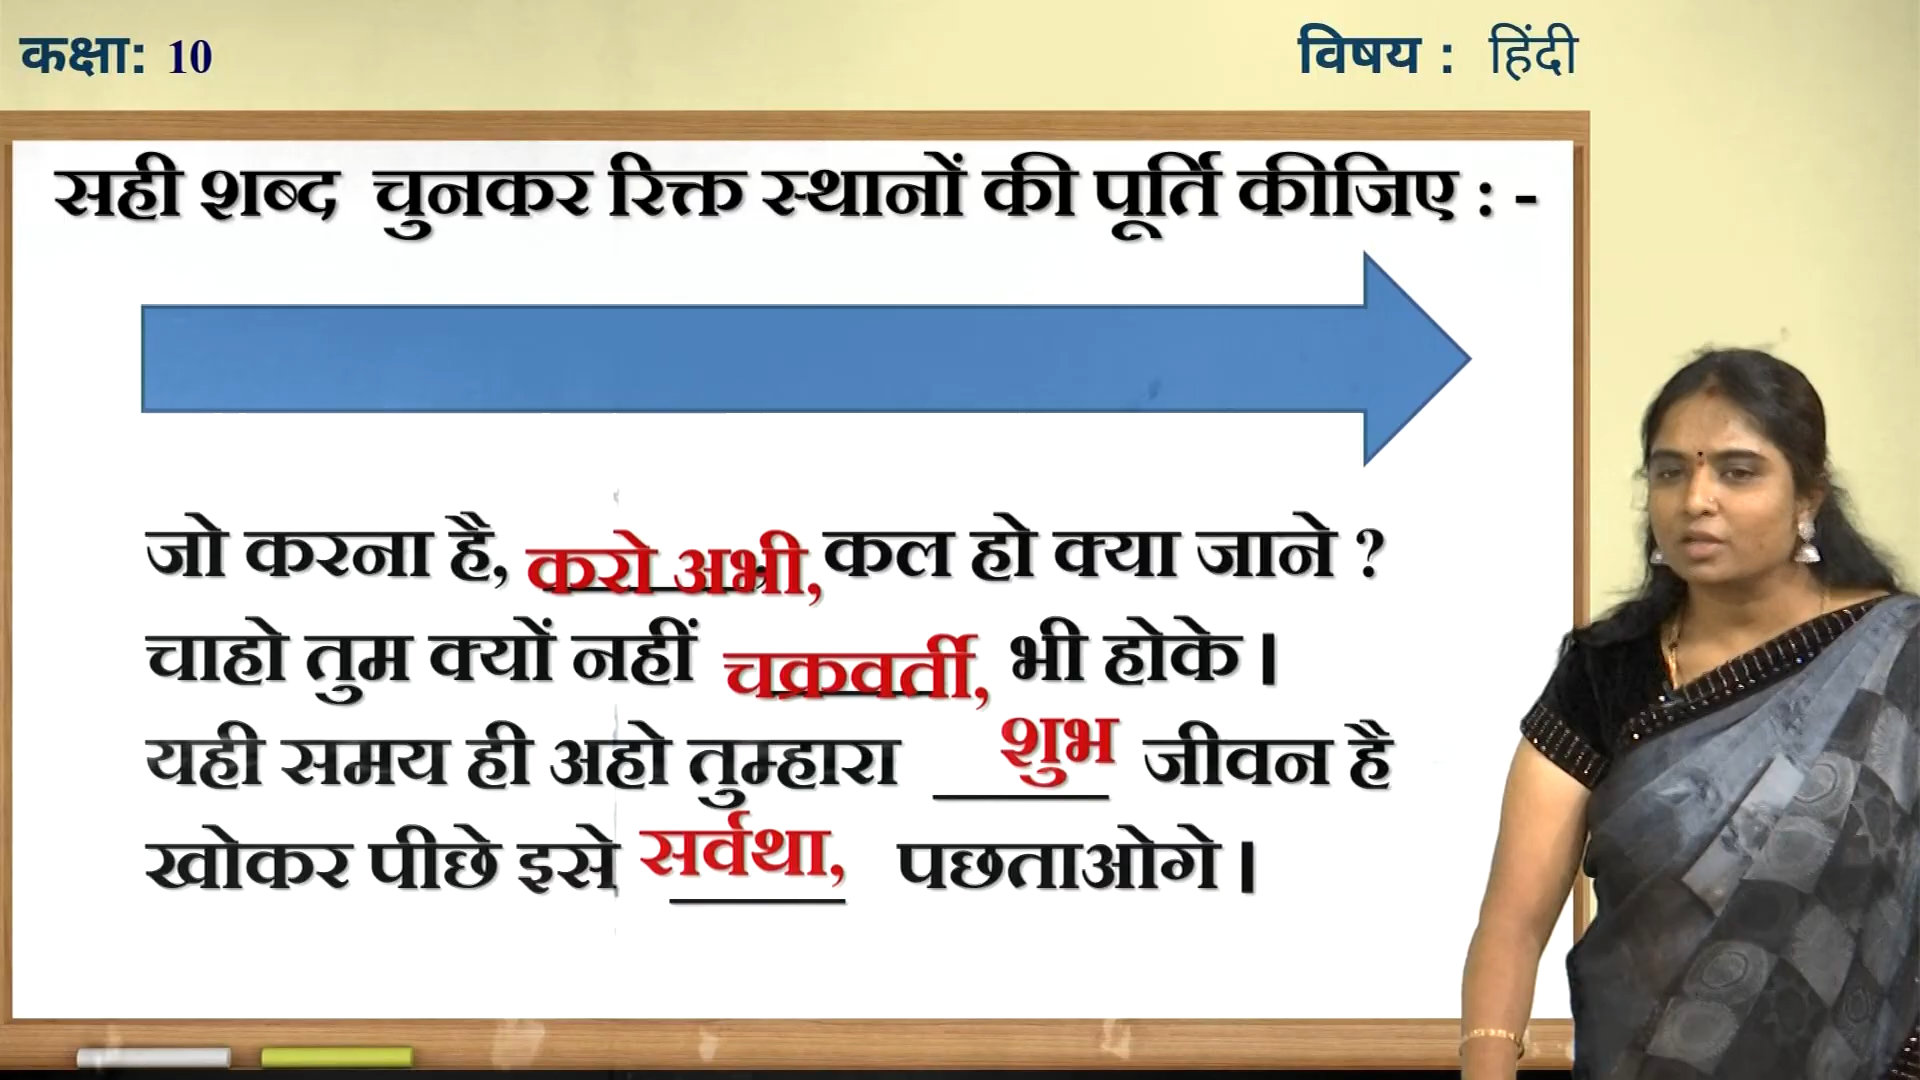 कक्षा: 10
विषय : हिंदी
सही शब्द चुनकर रिक्त स्थानों की पूर्ति कीजिए : -
जो करना है, करो अभी, कल हो क्या जाने ?
चाहो तुम क्यों नहीं चक्रवर्ती, भी होके।
यही समय ही अहो तुम्हारा शुभ जीवन है
खोकर पीछे इसे सर्वथा, पछताओगे।